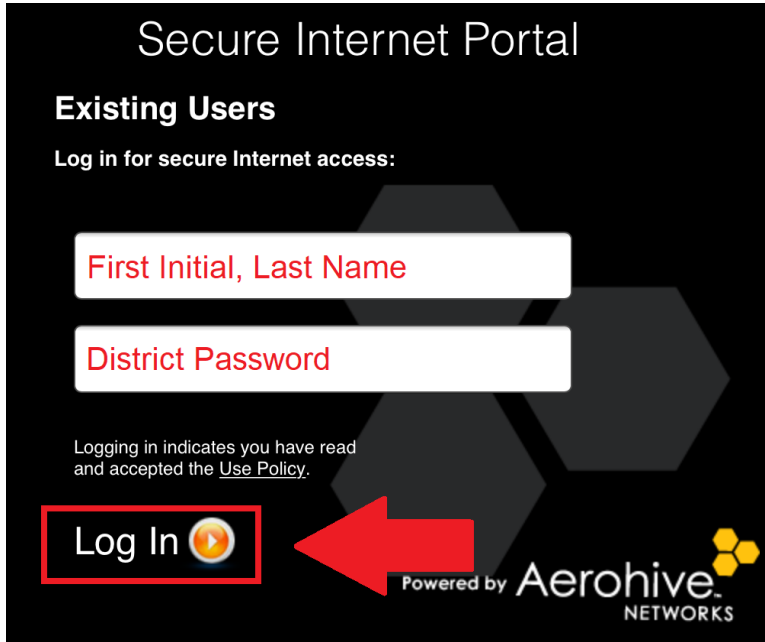 Secure Internet Portal
Existing Users
Log in for secure Internet access:
First Initial, Last Name
District Password
Logging in indicates you have read
and accepted the Use Policy.
Log In
Powered by Aerohive
NETWORKS